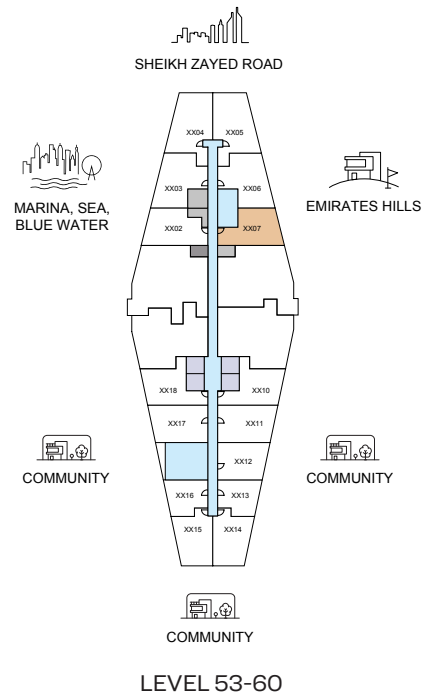 SHEIKH ZAYED ROAD
XX04
XX05
MARINA, SEA,
BLUE WATER
XX03
XX06
EMIRATES HILLS
XX02
XX07
XX18
XX10
XX17
XX11
COMMUNITY
XX12
COMMUNITY
XX16
XX13
XX15
XX14
COMMUNITY
LEVEL 53-60